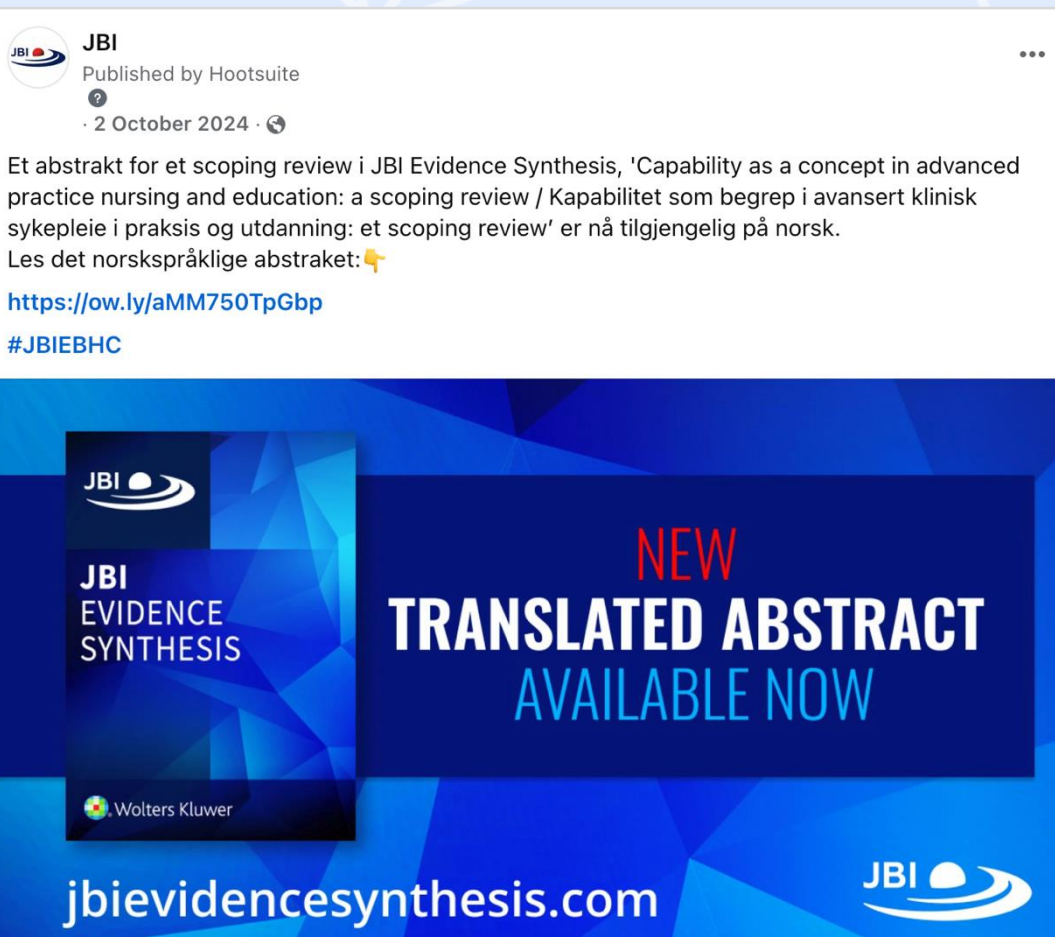 JBI
JBI
Published by Hootsuite
?
· 2 October 2024 ·
Et abstrakt for et scoping review i JBI Evidence Synthesis, 'Capability as a concept in advanced
practice nursing and education: a scoping review / Kapabilitet som begrep i avansert klinisk
sykepleie i praksis og utdanning: et scoping review’ er nå tilgjengelig på norsk.
Les det norskspråklige abstraket:👇
https://ow.ly/aMM750TpGbp
#JBIEBHC
JBI
JBI
EVIDENCE
SYNTHESIS
Wolters Kluwer
NEW
TRANSLATED ABSTRACT
AVAILABLE NOW
jbievidencesynthesis.com
JBI